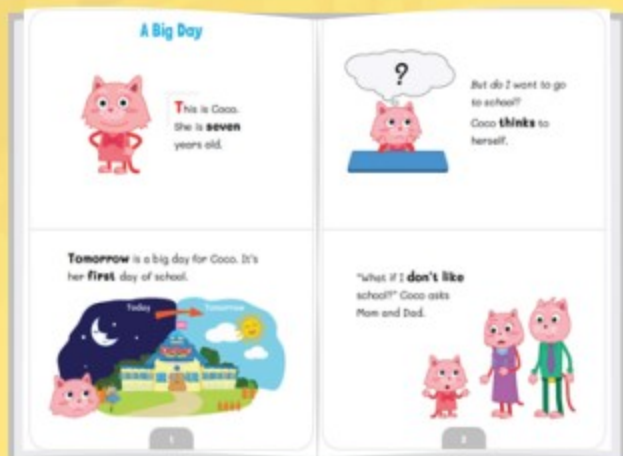 A Big Day
This is Coco.
She is seven
years old.
Tomorrow is a big day for Coco. It's
her first day of school.
Today
Tomorrow
1
?
But do I want to go
to school?
Coco thinks to
herself.
"What if I don't like
school?" Coco asks
Mom and Dad.